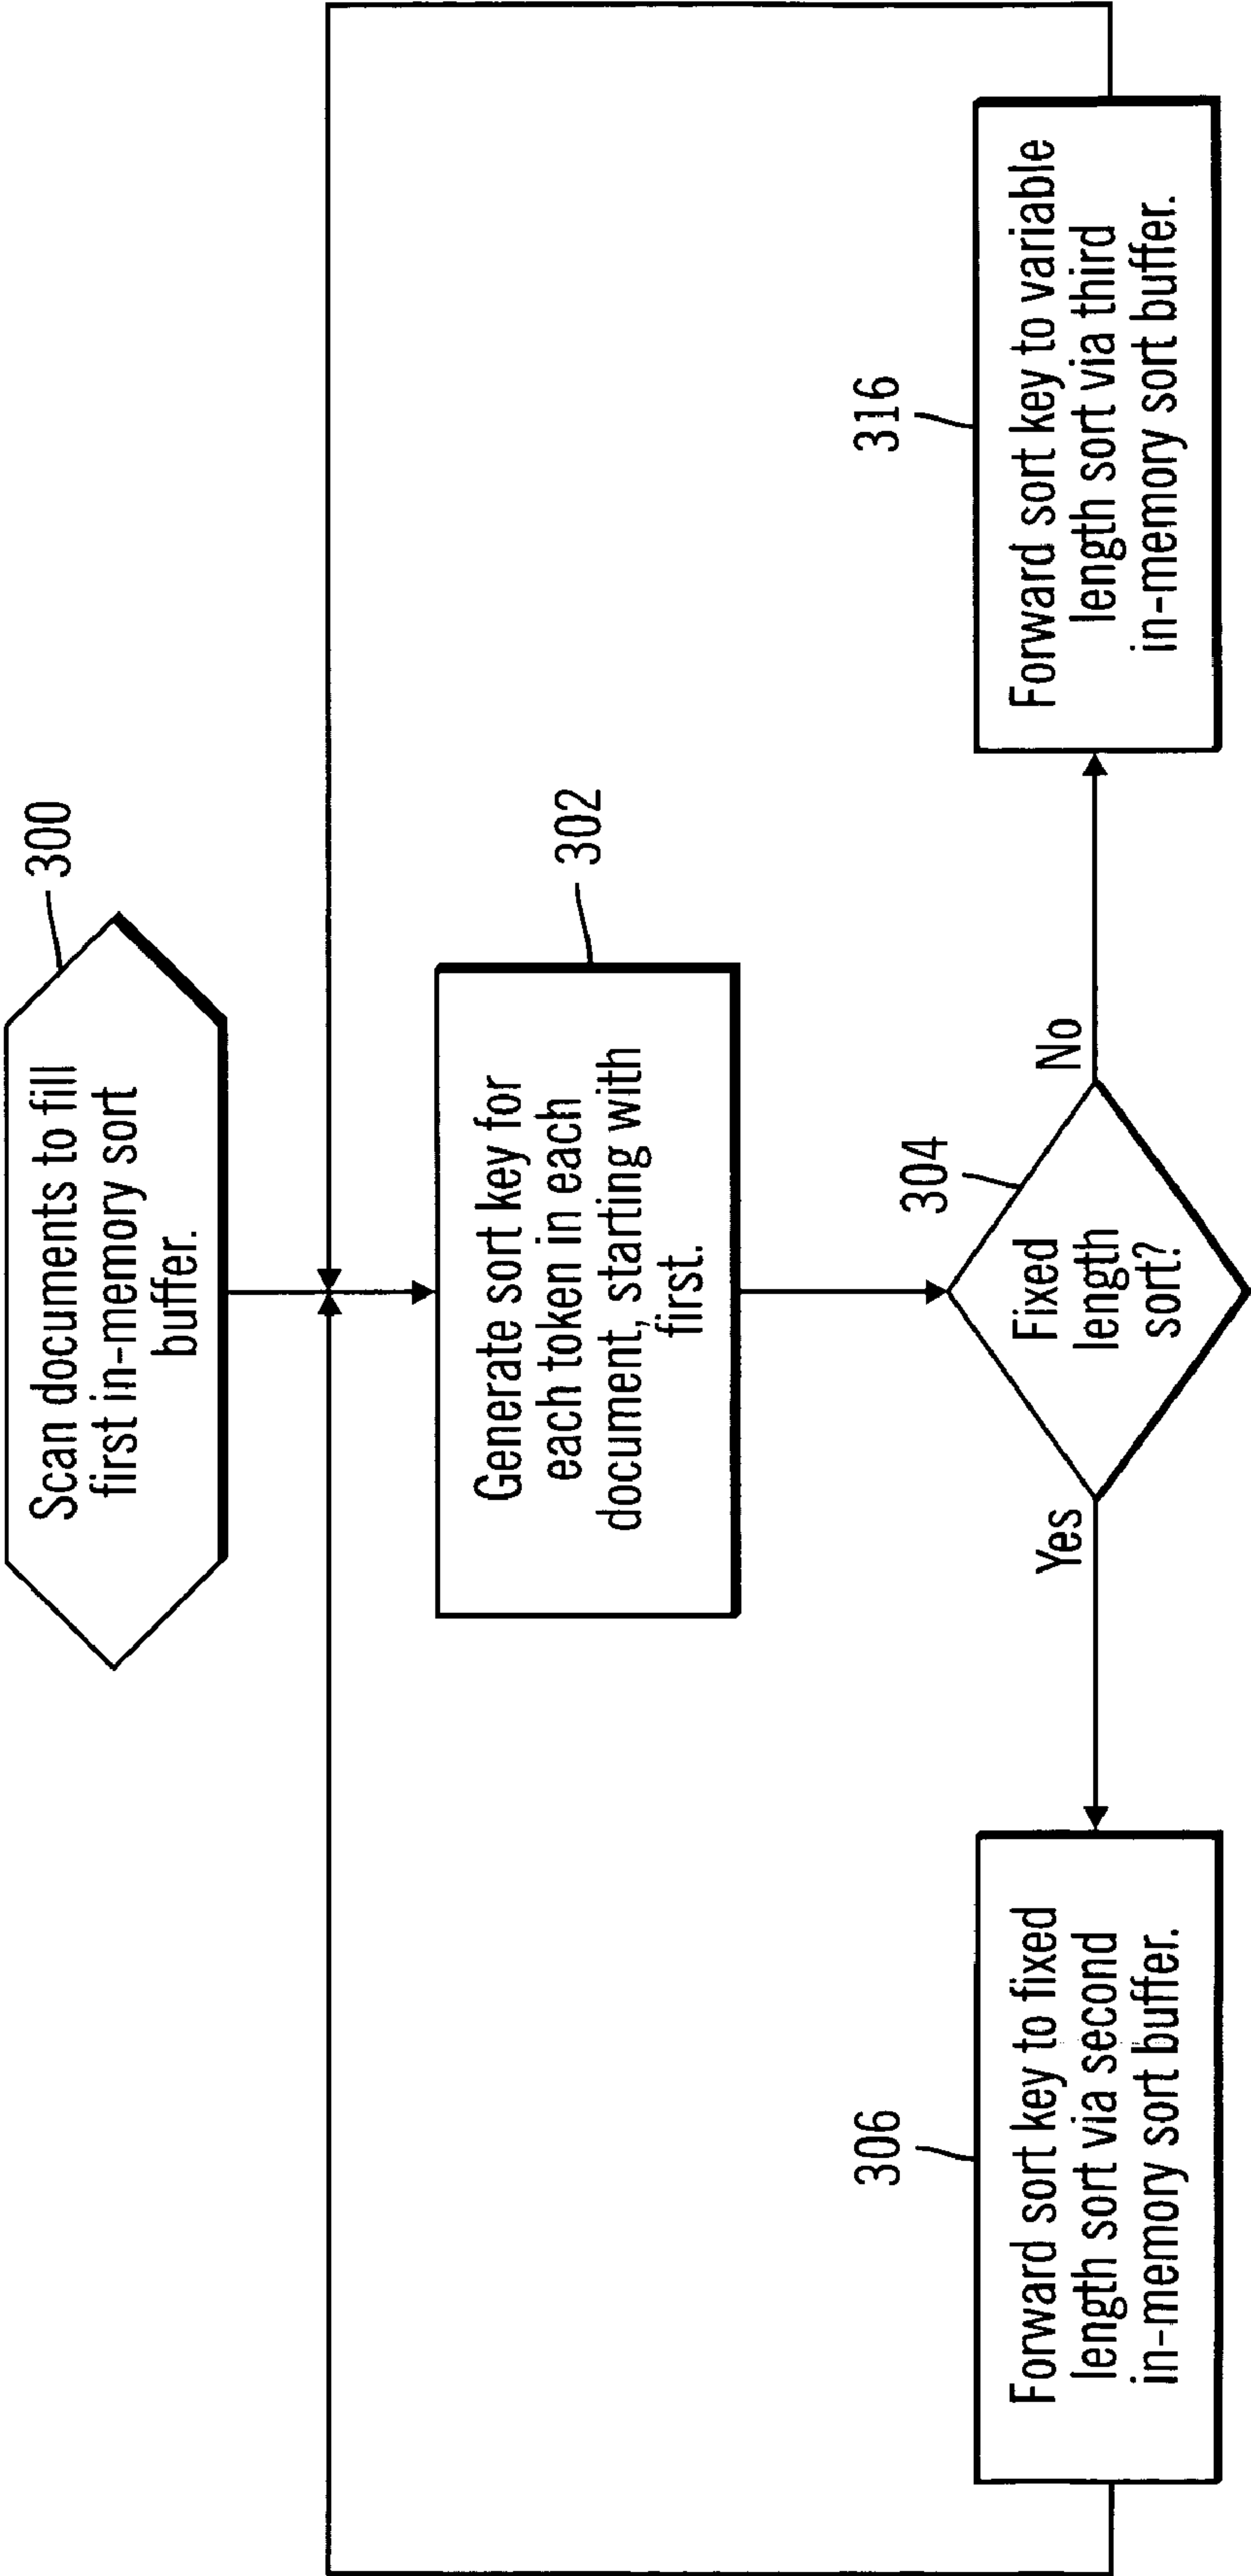 300
Scan documents to fill
first in-memory sort
buffer.
302
Generate sort key for
each token in each
document, starting with
first.
304
Fixed
length
sort?
Yes
No
306
Forward sort key to fixed
length sort via second
in-memory sort buffer.
316
Forward sort key to variable
length sort via third
in-memory sort buffer.